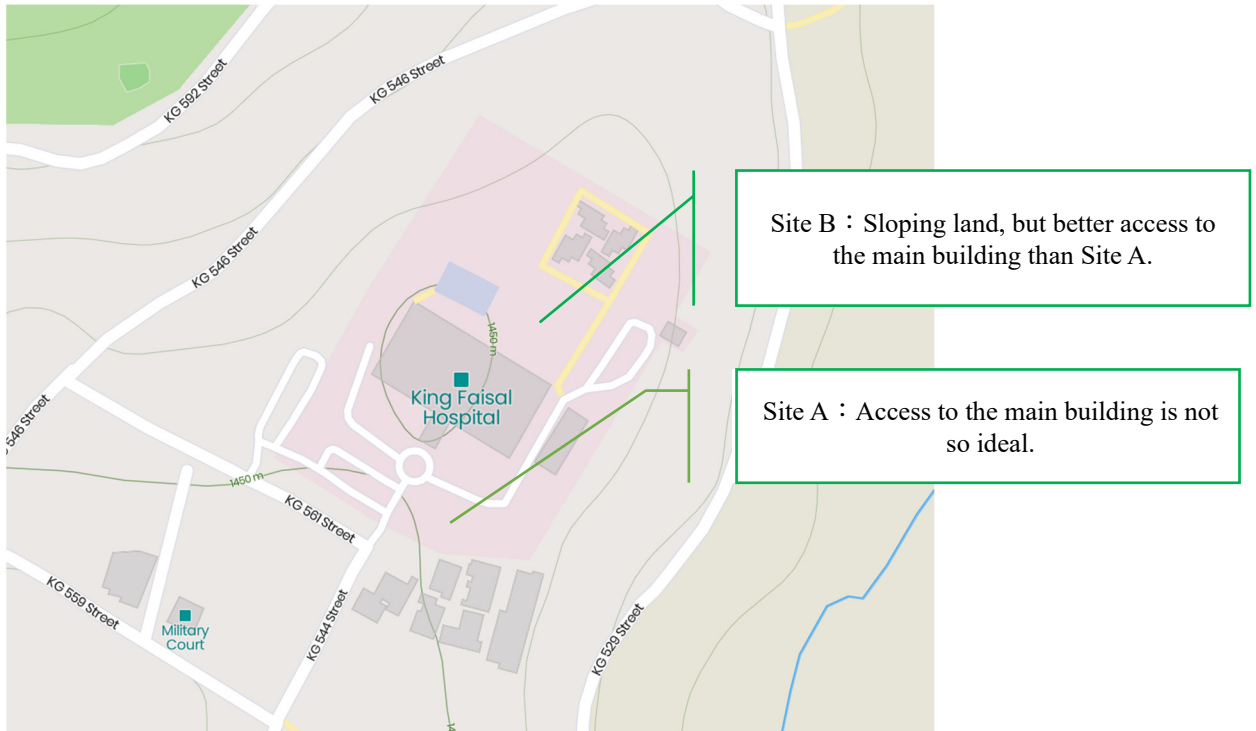 KG 592 Street
KG 546 Street
KG 546 Street
546 Street
1450 m
King Faisal
Hospital
1450 m
KG 561 Street
KG 559 Street
Military
Court
KG 544 Street
KG 529 Street
Site B：Sloping land, but better access to
the main building than Site A.
Site A：Access to the main building is not
so ideal.